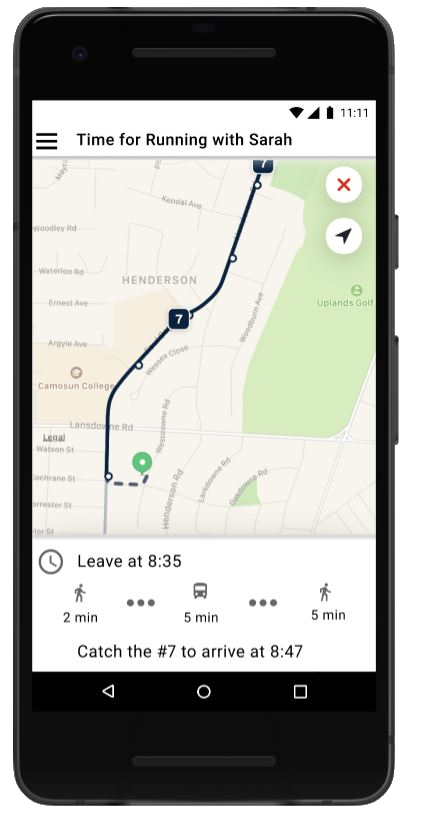 11:11
Time for Running with Sarah
7
Kendal Ave
Woodley Rd
Waterloo Rd
HENDERSON
Uplands Golf
Ernest Ave
7
Woodburn Ave
Argyle Ave
Wessex Close
Camosun College
Lansdowne Rd
Westdowne Rd
Legal
Watson St
Cochrane St
Henderson Rd
Larkdowne Rd
Oakdowne Rd
Leave at 8:35
2 min
5 min
5 min
Catch the #7 to arrive at 8:47